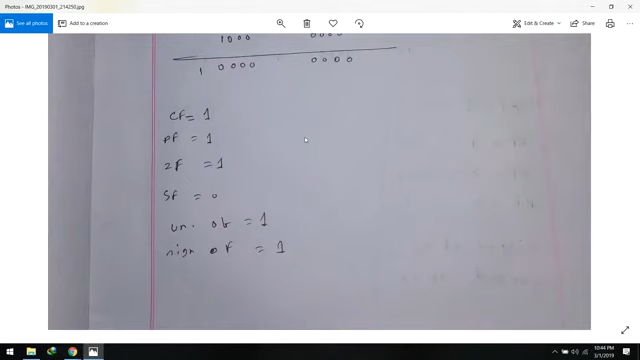 Photos - IMG_20190301_214250.jpg
See all photos
Add to a creation
Edit & Create
Share
1000 0000
1 0000 0000
CF= 1
PF = 1
ZF = 1
SF = 0
un. of = 1
sign OF = 1
10:44 PM
3/1/2019